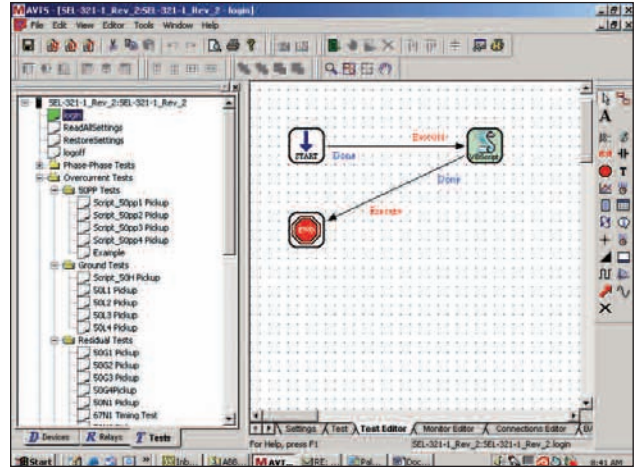 AVTS - [SEL-321-1_Rev_2:SEL-321-1_Rev_2 - login]
File Edit View Editor Tools Window Help
SEL-321-1_Rev_2:SEL-321-1_Rev_2
login
ReadAllSettings
RestoreSettings
logoff
Phase-Phase Tests
Overcurrent Tests
50PP Tests
Script_50pp1 Pickup
Script_50pp2 Pickup
Script_50pp3 Pickup
Script_50pp4 Pickup
Example
Ground Tests
Script_50H Pickup
50L1 Pickup
50L2 Pickup
50L3 Pickup
50L4 Pickup
Residual Tests
50G1 Pickup
50G2 Pickup
50G3 Pickup
50G4Pickup
50N1 Pickup
67N1 Timing Test
Devices Relays Tests
START
Done
Execute
VBScript
Done
Execute
END
Settings Test Test Editor Monitor Editor Connections Editor
For Help, press F1
SEL-321-1_Rev_2:SEL-321-1_Rev_2 login
Start
8:41 AM